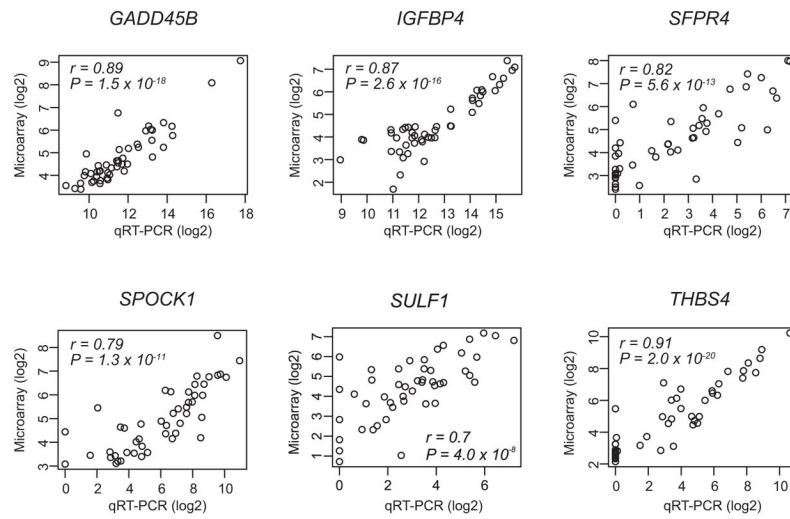 GADD45B
r = 0.89
P = 1.5 x 10-18
Microarray (log2)
9
8
7
6
5
4
10 12 14 16 18
qRT-PCR (log2)
IGFBP4
r = 0.87
P = 2.6 x 10-16
Microarray (log2)
7
6
5
4
3
2
9 10 11 12 13 14 15
qRT-PCR (log2)
SFPR4
r = 0.82
P = 5.6 x 10-13
Microarray (log2)
8
7
6
5
4
3
0 1 2 3 4 5 6 7
qRT-PCR (log2)
SPOCK1
r = 0.79
P = 1.3 x 10-11
Microarray (log2)
8
7
6
5
4
3
0 2 4 6 8 10
qRT-PCR (log2)
SULF1
Microarray (log2)
7
6
5
4
3
2
1
r = 0.7
P = 4.0 x 10-8
0 2 4 6
qRT-PCR (log2)
THBS4
r = 0.91
P = 2.0 x 10-20
Microarray (log2)
10
8
6
4
2
0 2 4 6 8 10
qRT-PCR (log2)